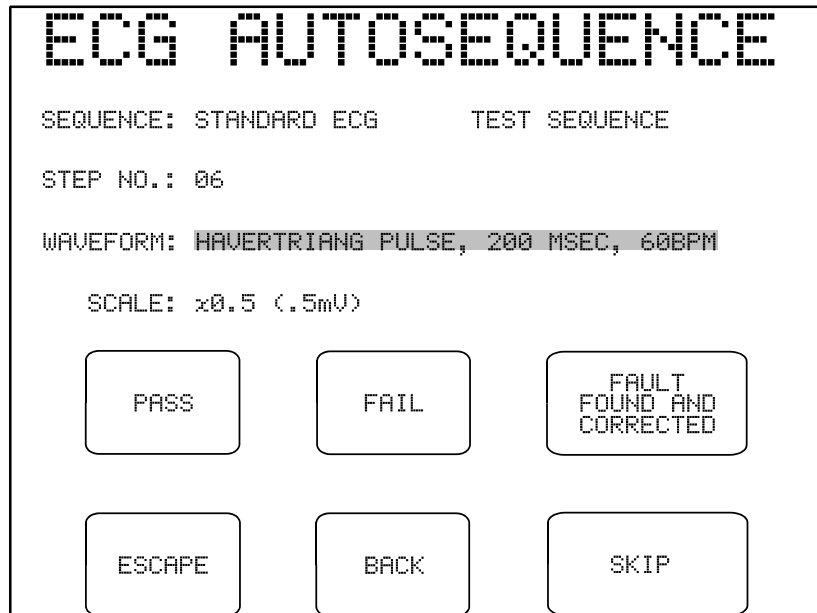 ECG AUTOSEQUENCE
SEQUENCE: STANDARD ECG TEST SEQUENCE
STEP NO.: 06
WAVEFORM: HAVERTRIANG PULSE, 200 MSEC, 60BPM
SCALE: x0.5 (.5mV)
PASS
FAIL
FAULT
FOUND AND
CORRECTED
ESCAPE
BACK
SKIP